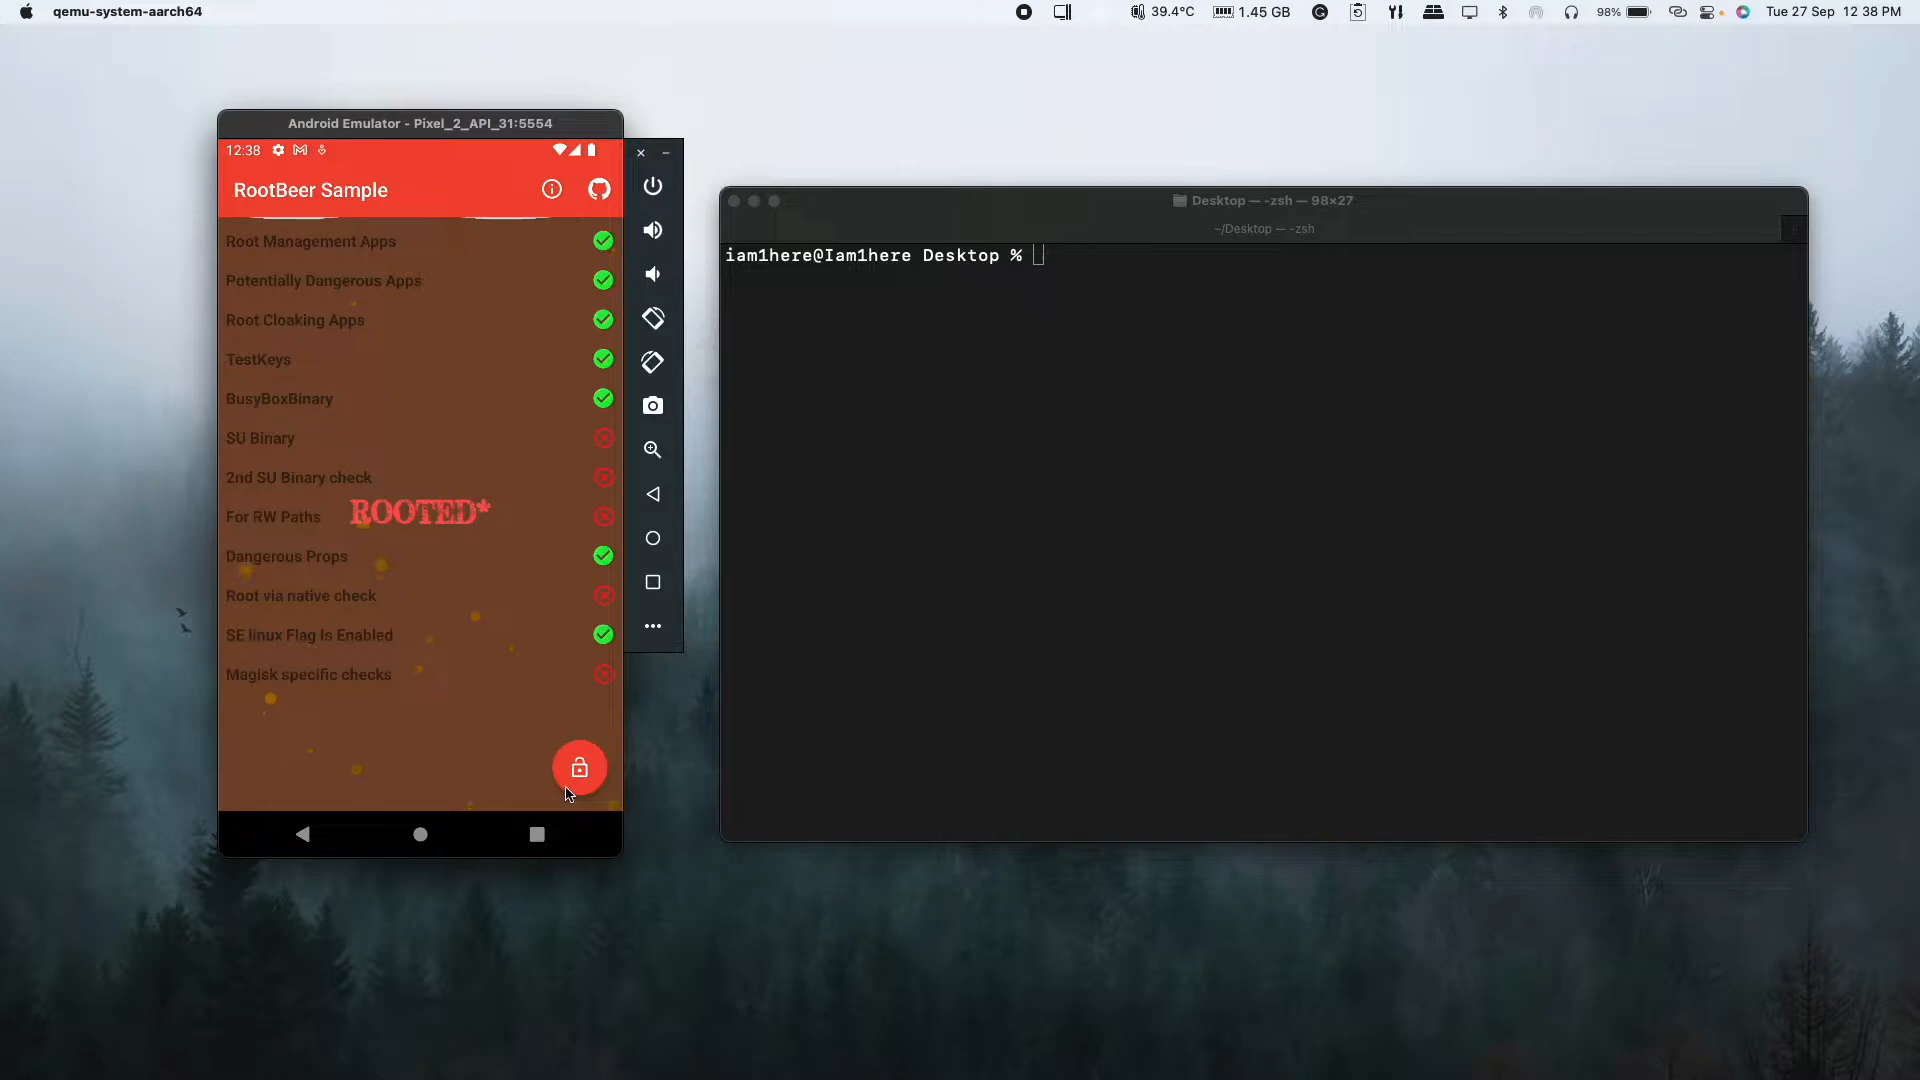 qemu-system-aarch64
39.4°C
1.45 GB
98%
Tue 27 Sep 12 38 PM
Android Emulator - Pixel_2_API_31:5554
12:38
RootBeer Sample
Root Management Apps
Potentially Dangerous Apps
Root Cloaking Apps
TestKeys
BusyBoxBinary
SU Binary
2nd SU Binary check
For RW Paths
ROOTED*
Dangerous Props
Root via native check
SE linux Flag Is Enabled
Magisk specific checks
Desktop — -zsh — 98×27
~/Desktop — -zsh
iam1here@Iam1here Desktop %